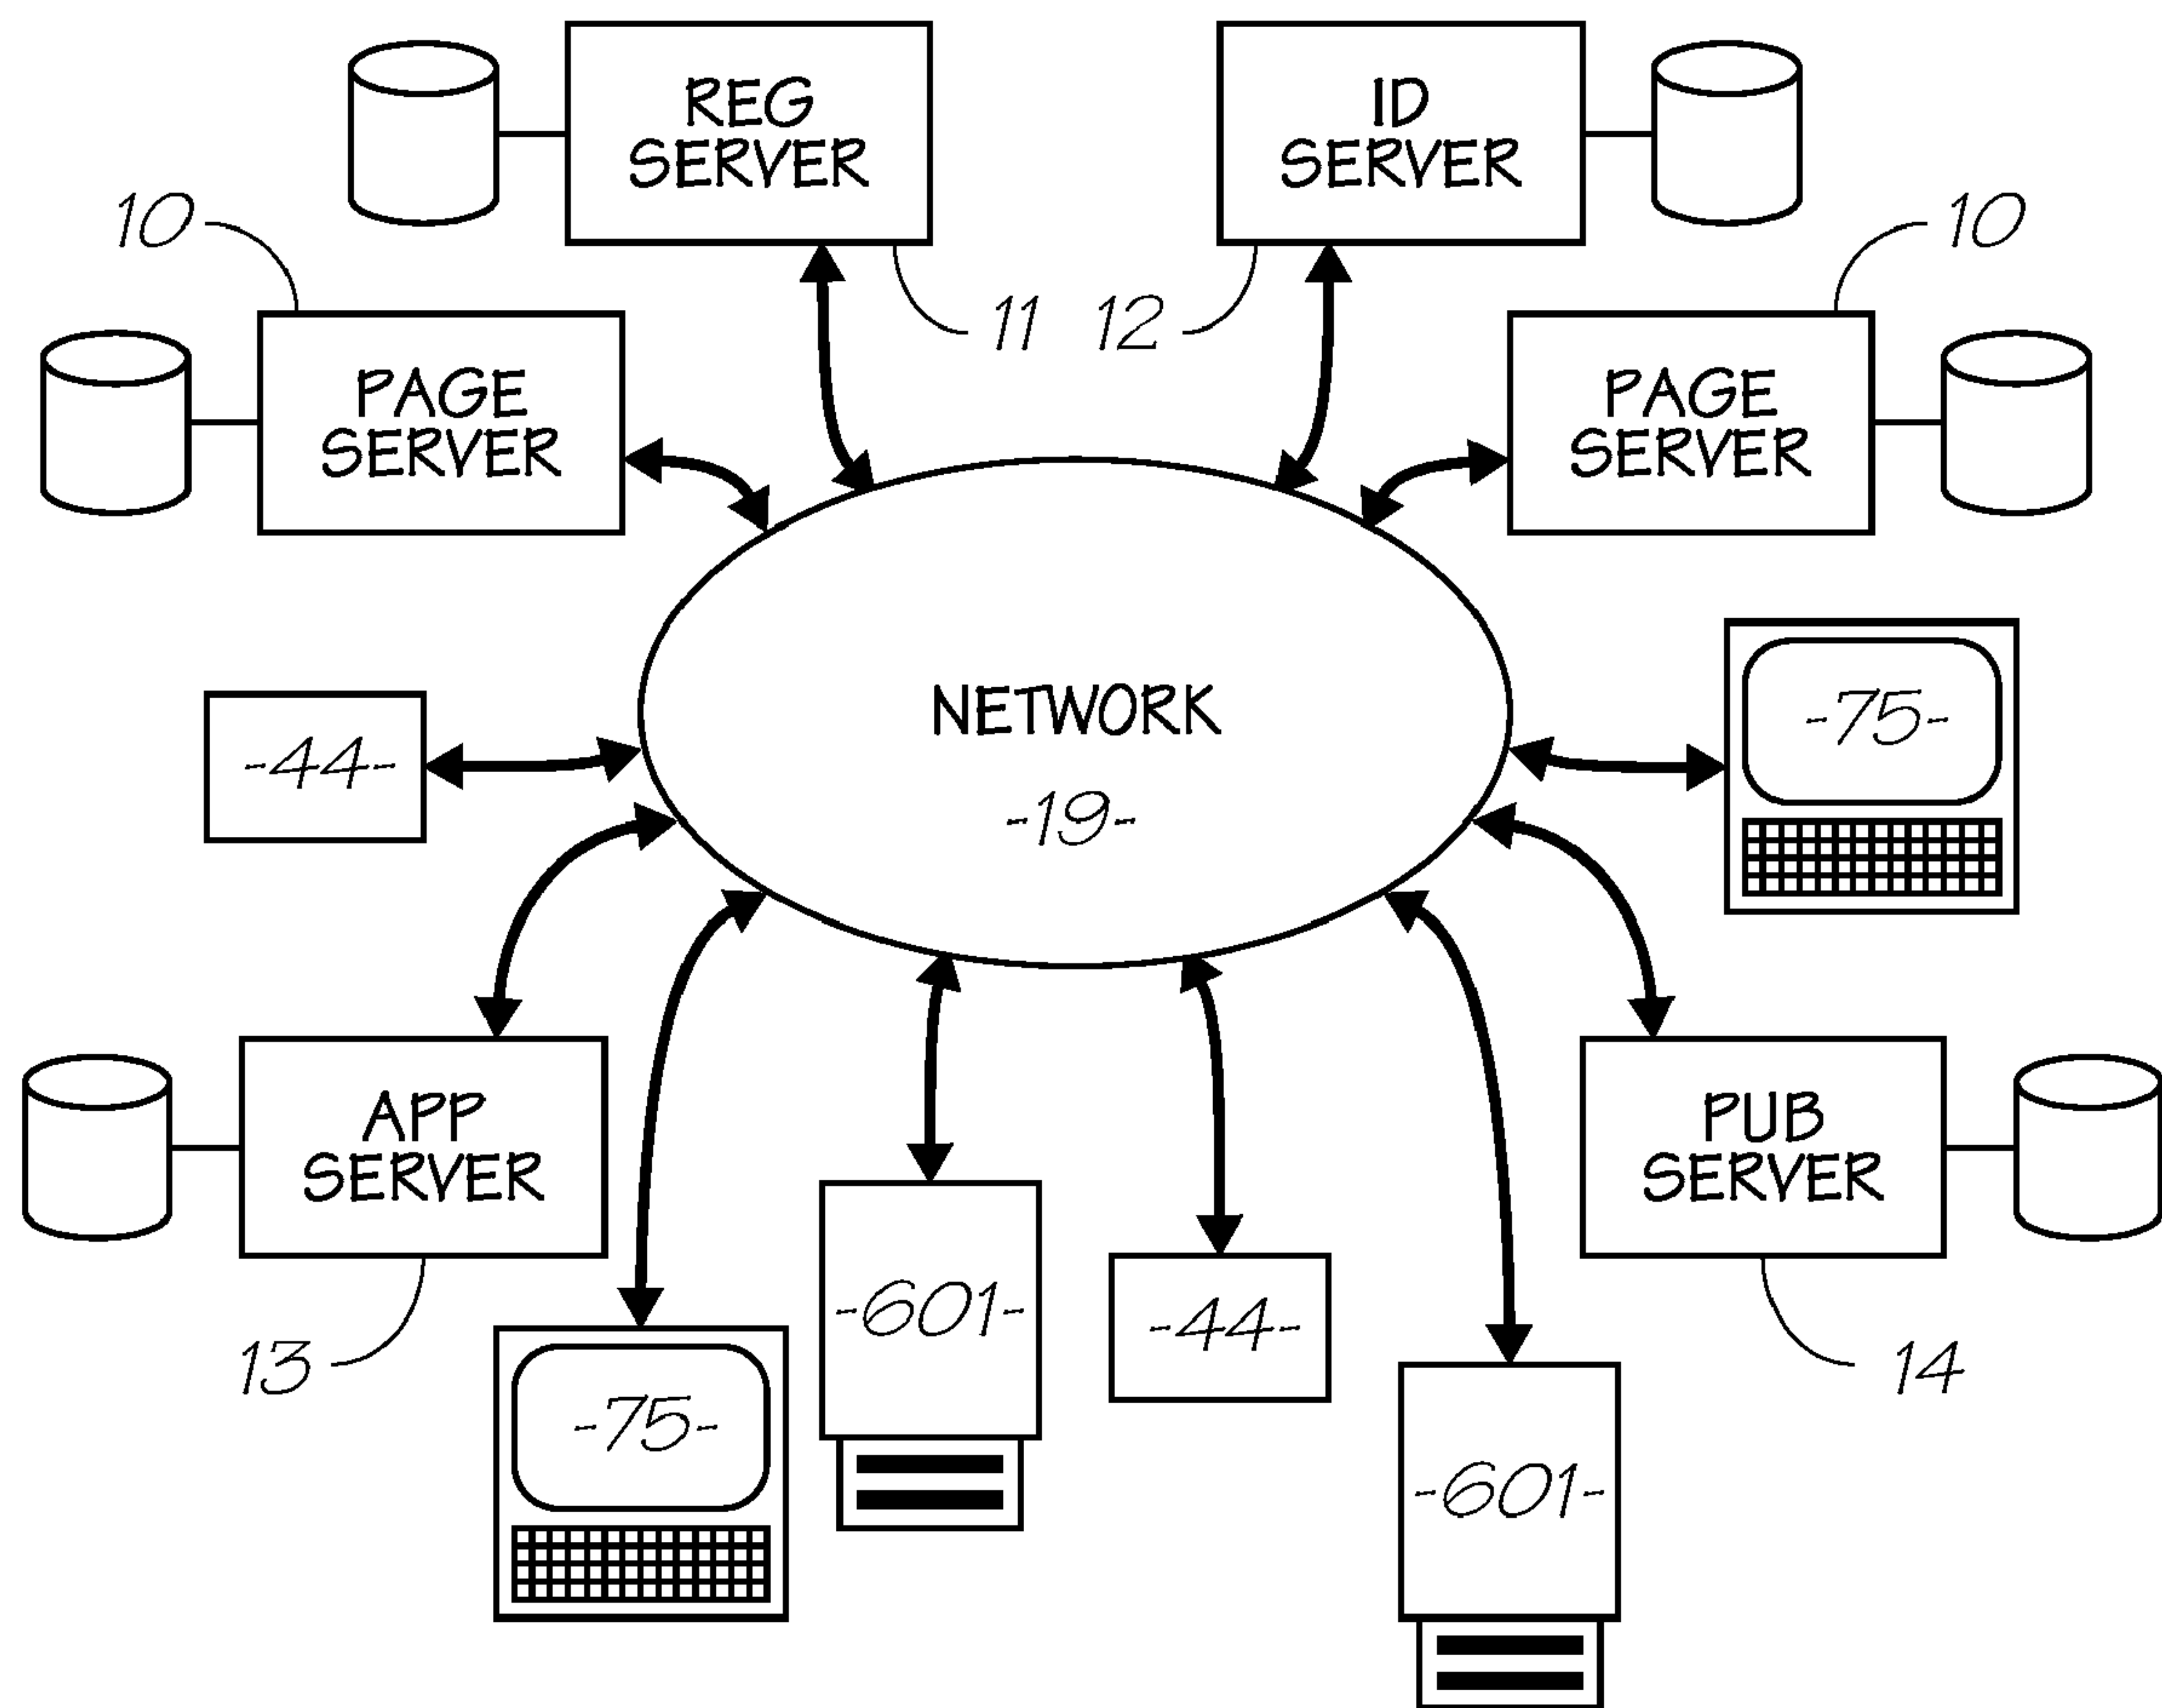 REG
SERVER
ID
SERVER
10
10
11
12
PAGE
SERVER
PAGE
SERVER
NETWORK
-19-
-44-
-75-
APP
SERVER
PUB
SERVER
-601-
-44-
13
14
-75-
-601-